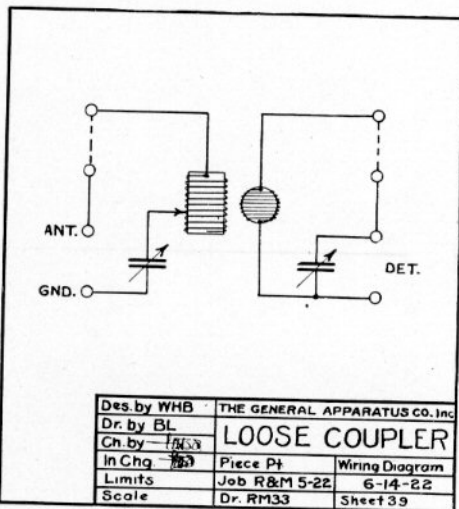 ANT.
GND.
DET.
Des. by WHB
THE GENERAL APPARATUS CO. Inc
Dr. by BL
LOOSE COUPLER
Ch. by
In Chg
Piece Pt
Wiring Diagram
Limits
Job R&M 5-22
6-14-22
Scale
Dr. RM33
Sheet 39